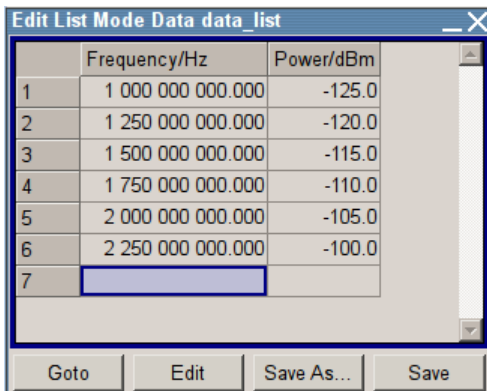 Edit List Mode Data data_list
Frequency/Hz Power/dBm
1 1 000 000 000.000 -125.0
2 1 250 000 000.000 -120.0
3 1 500 000 000.000 -115.0
4 1 750 000 000.000 -110.0
5 2 000 000 000.000 -105.0
6 2 250 000 000.000 -100.0
7
Goto Edit Save As... Save